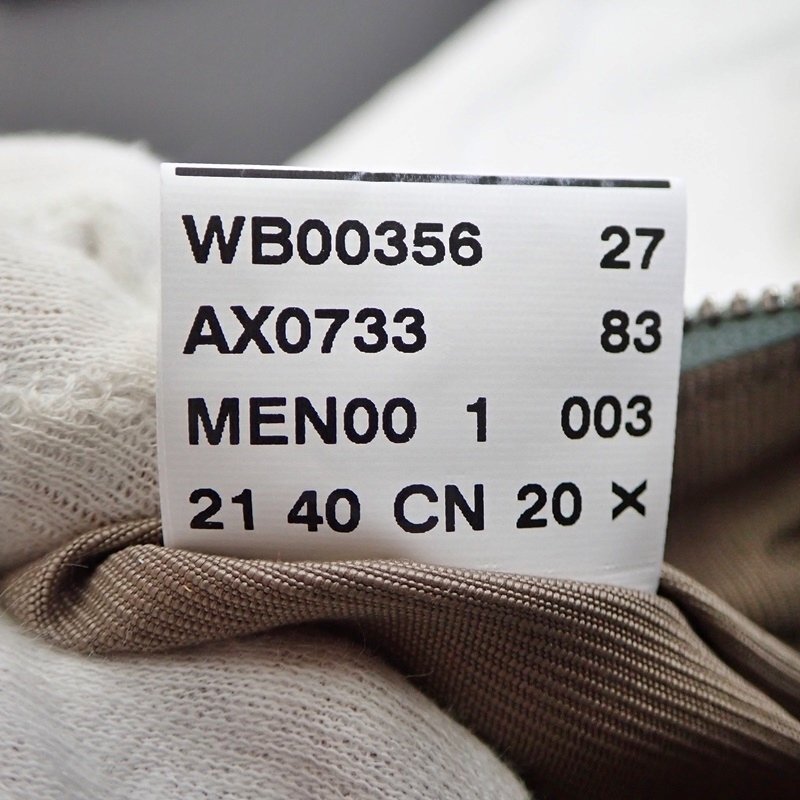 WB00356 27
AX0733 83
MEN00 1 003
21 40 CN 20 X